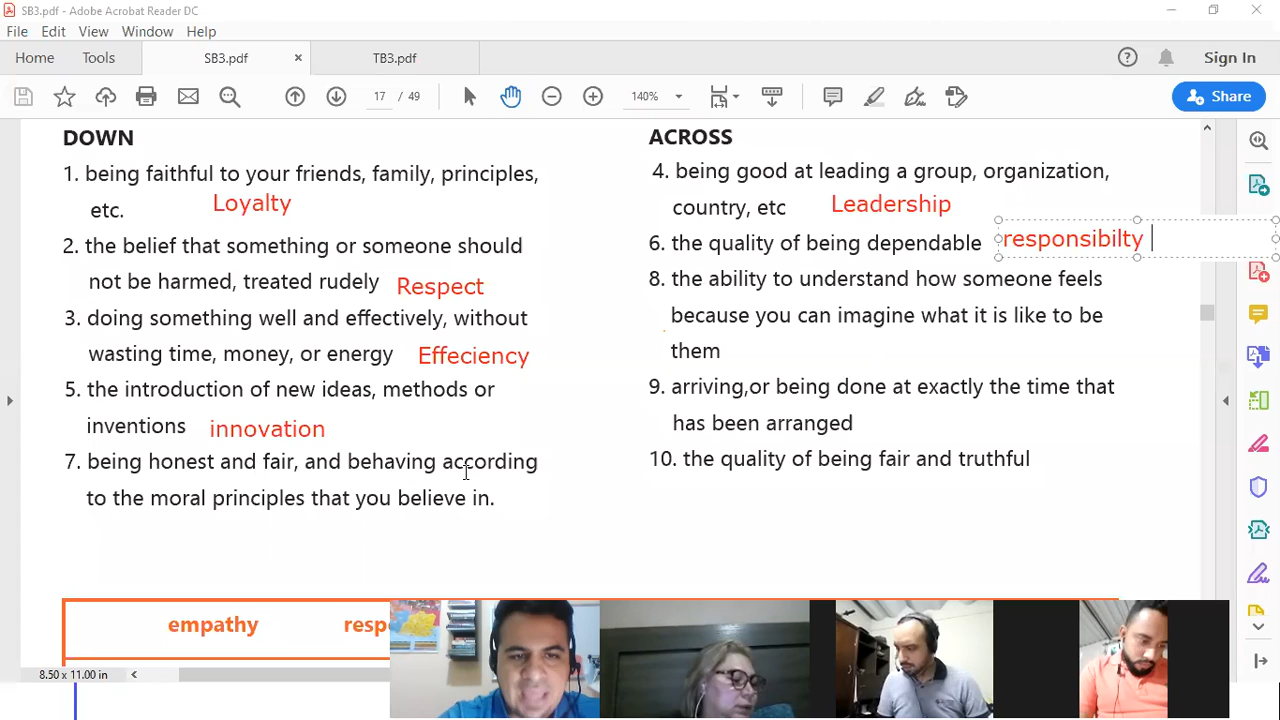 SB3.pdf - Adobe Acrobat Reader DC
File Edit View Window Help
Home Tools SB3.pdf × TB3.pdf Sign In
17 / 49 140% Share
DOWN
1. being faithful to your friends, family, principles,
etc. Loyalty
2. the belief that something or someone should
not be harmed, treated rudely Respect
3. doing something well and effectively, without
wasting time, money, or energy Effeciency
5. the introduction of new ideas, methods or
inventions innovation
7. being honest and fair, and behaving according
to the moral principles that you believe in.
ACROSS
4. being good at leading a group, organization,
country, etc Leadership
6. the quality of being dependable responsibilty
8. the ability to understand how someone feels
because you can imagine what it is like to be
them
9. arriving,or being done at exactly the time that
has been arranged
10. the quality of being fair and truthful
empathy
8.50 x 11.00 in